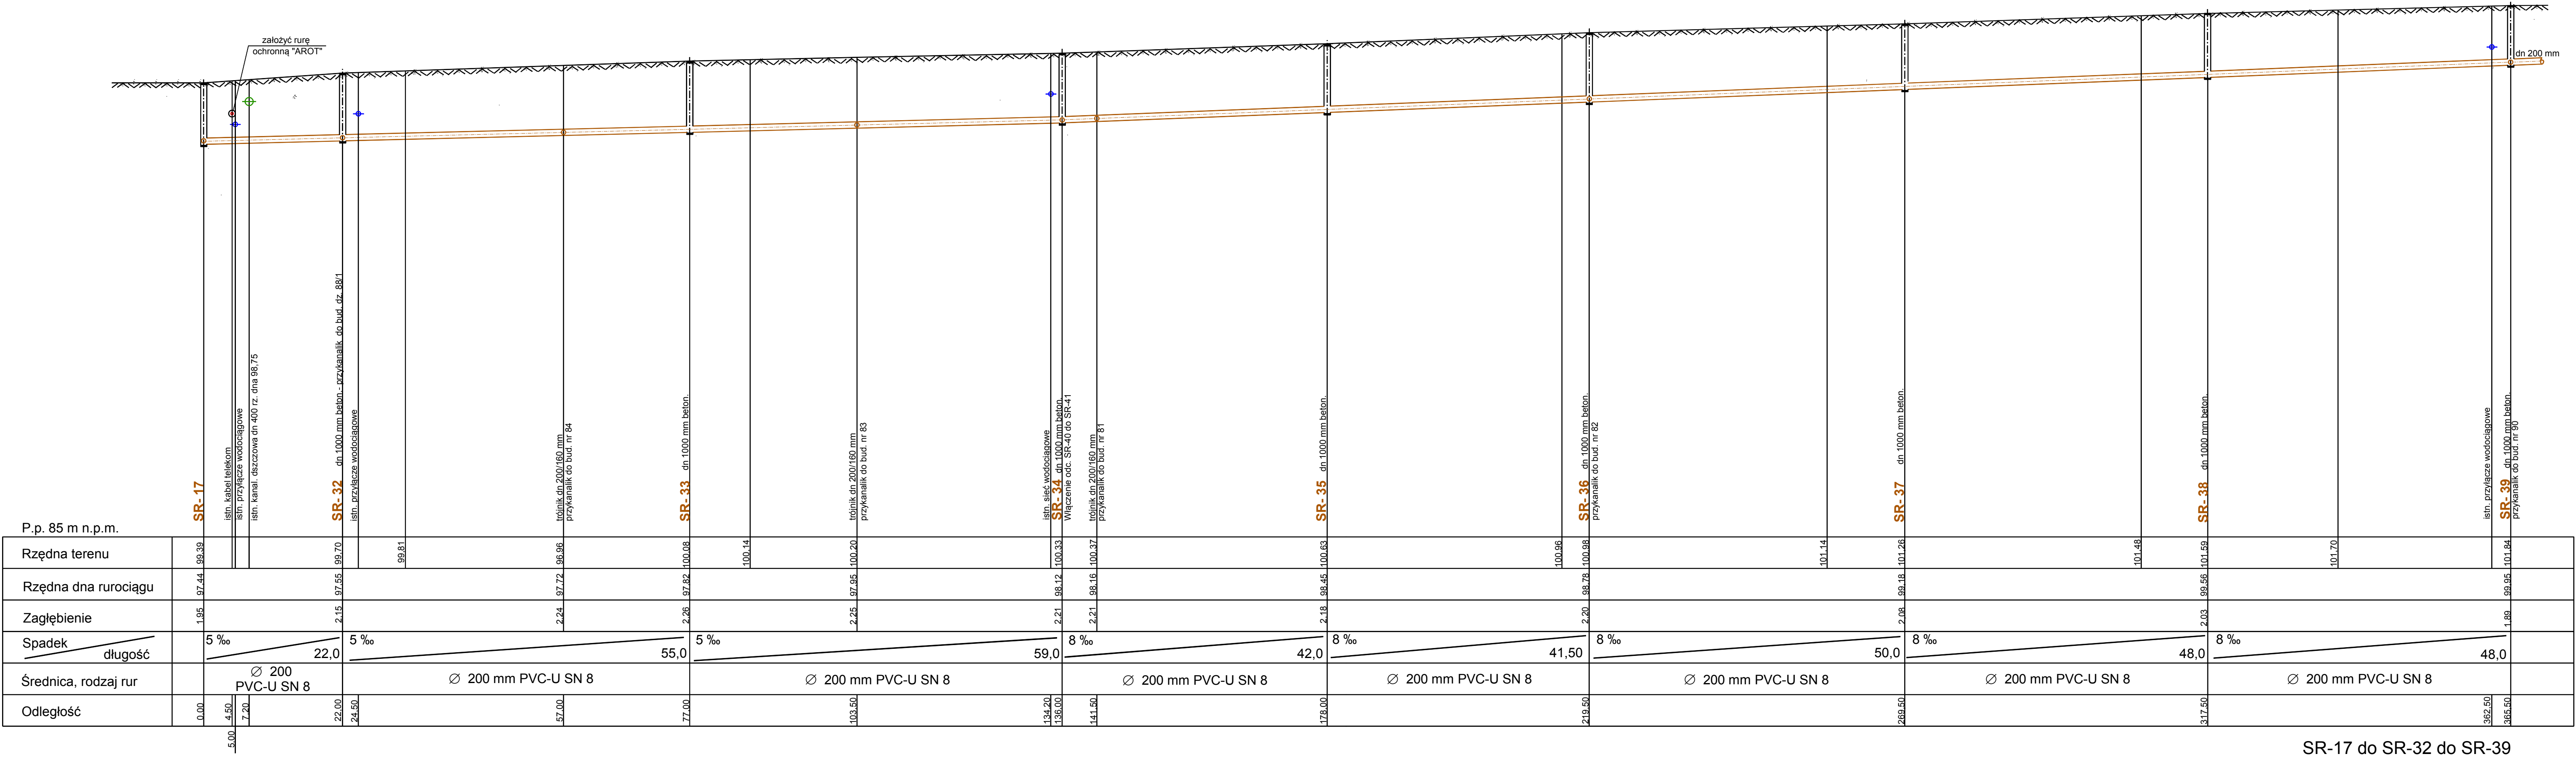 założyć rurę
ochronną "AROT"
dn 200 mm
SR- 17
istn. kabel telekom
istn. przyłącze wodociągowe
istn. kanal. dszczowa dn 400 rz. dna 98,75
SR- 32 dn 1000 mm beton.- przykanalik do bud. dz. 88/1
istn. przyłącze wodociągowe
trójnik dn 200/160 mm
przykanalik do bud. nr 84
SR- 33 dn 1000 mm beton.
trójnik dn 200/160 mm
przykanalik do bud. nr 83
istn. sieć wodociągowe
SR- 34 dn 1000 mm beton.
Włączenie odc. SR-40 do SR-41
trójnik dn 200/160 mm
przykanalik do bud. nr 81
SR- 35 dn 1000 mm beton.
SR- 36 dn 1000 mm beton.
przykanalik do bud. nr 82
SR- 37 dn 1000 mm beton.
SR- 38 dn 1000 mm beton.
istn. przyłącze wodociągowe
SR- 39 dn 1000 mm beton.
przykanalik do bud. nr 90
P.p. 85 m n.p.m.
Rzędna terenu 99,39 99,70 99,81 96,96 100,08 100,14 100,20 100,33 100,37 100,63 100,96 100,98 101,14 101,26 101,48 101,59 101,70 101,84
Rzędna dna rurociągu 97,44 97,55 97,72 97,82 97,95 98,12 98,16 98,45 98,78 99,18 99,56 99,95
Zagłębienie 1,95 2,15 2,24 2,26 2,25 2,21 2,21 2,18 2,20 2,08 2,03 1,89
Spadek 5 ‰ 5 ‰ 5 ‰ 8 ‰ 8 ‰ 8 ‰ 8 ‰ 8 ‰
długość 22,0 55,0 59,0 42,0 41,50 50,0 48,0 48,0
Średnica, rodzaj rur ∅ 200
PVC-U SN 8 ∅ 200 mm PVC-U SN 8 ∅ 200 mm PVC-U SN 8 ∅ 200 mm PVC-U SN 8 ∅ 200 mm PVC-U SN 8 ∅ 200 mm PVC-U SN 8 ∅ 200 mm PVC-U SN 8 ∅ 200 mm PVC-U SN 8
Odległość 0.00 4.50 7.20 22.00 24.50 57.00 77.00 103.50 134.20 136.00 141.50 178.00 219.50 269.50 317.50 362.50 365.50
5.00
SR-17 do SR-32 do SR-39